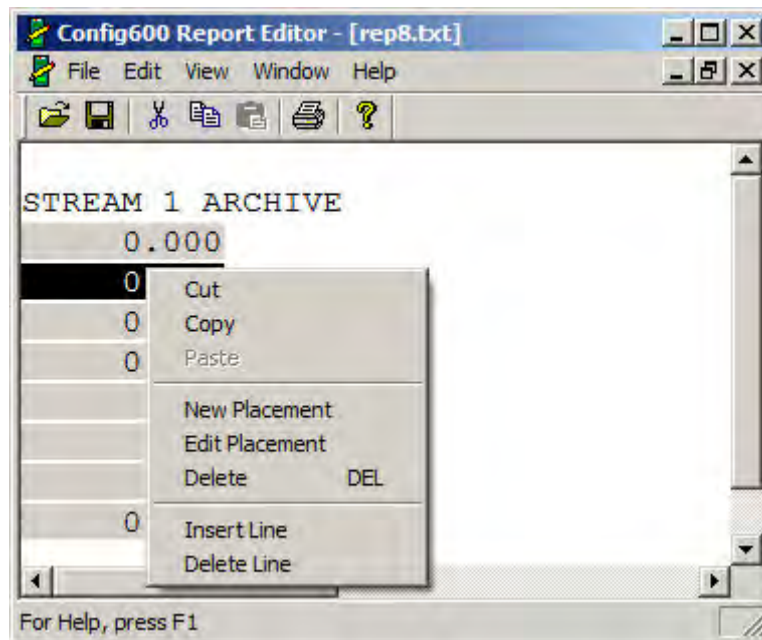 Config600 Report Editor - [rep8.txt]
File Edit View Window Help
STREAM 1 ARCHIVE
0.000
0
0
0
0
Cut
Copy
Paste
New Placement
Edit Placement
Delete DEL
Insert Line
Delete Line
For Help, press F1